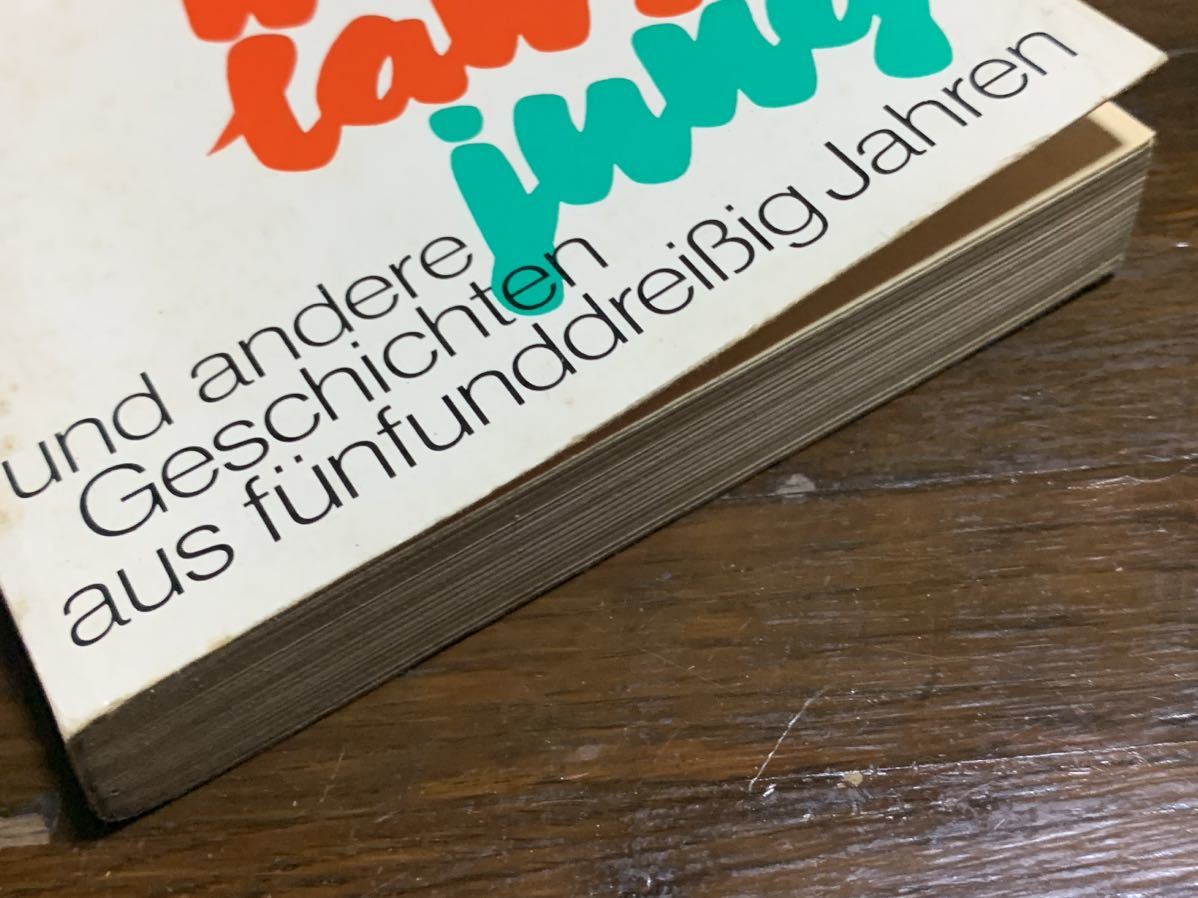 jung
und andere
Geschichten
aus fünfunddreißig Jahren